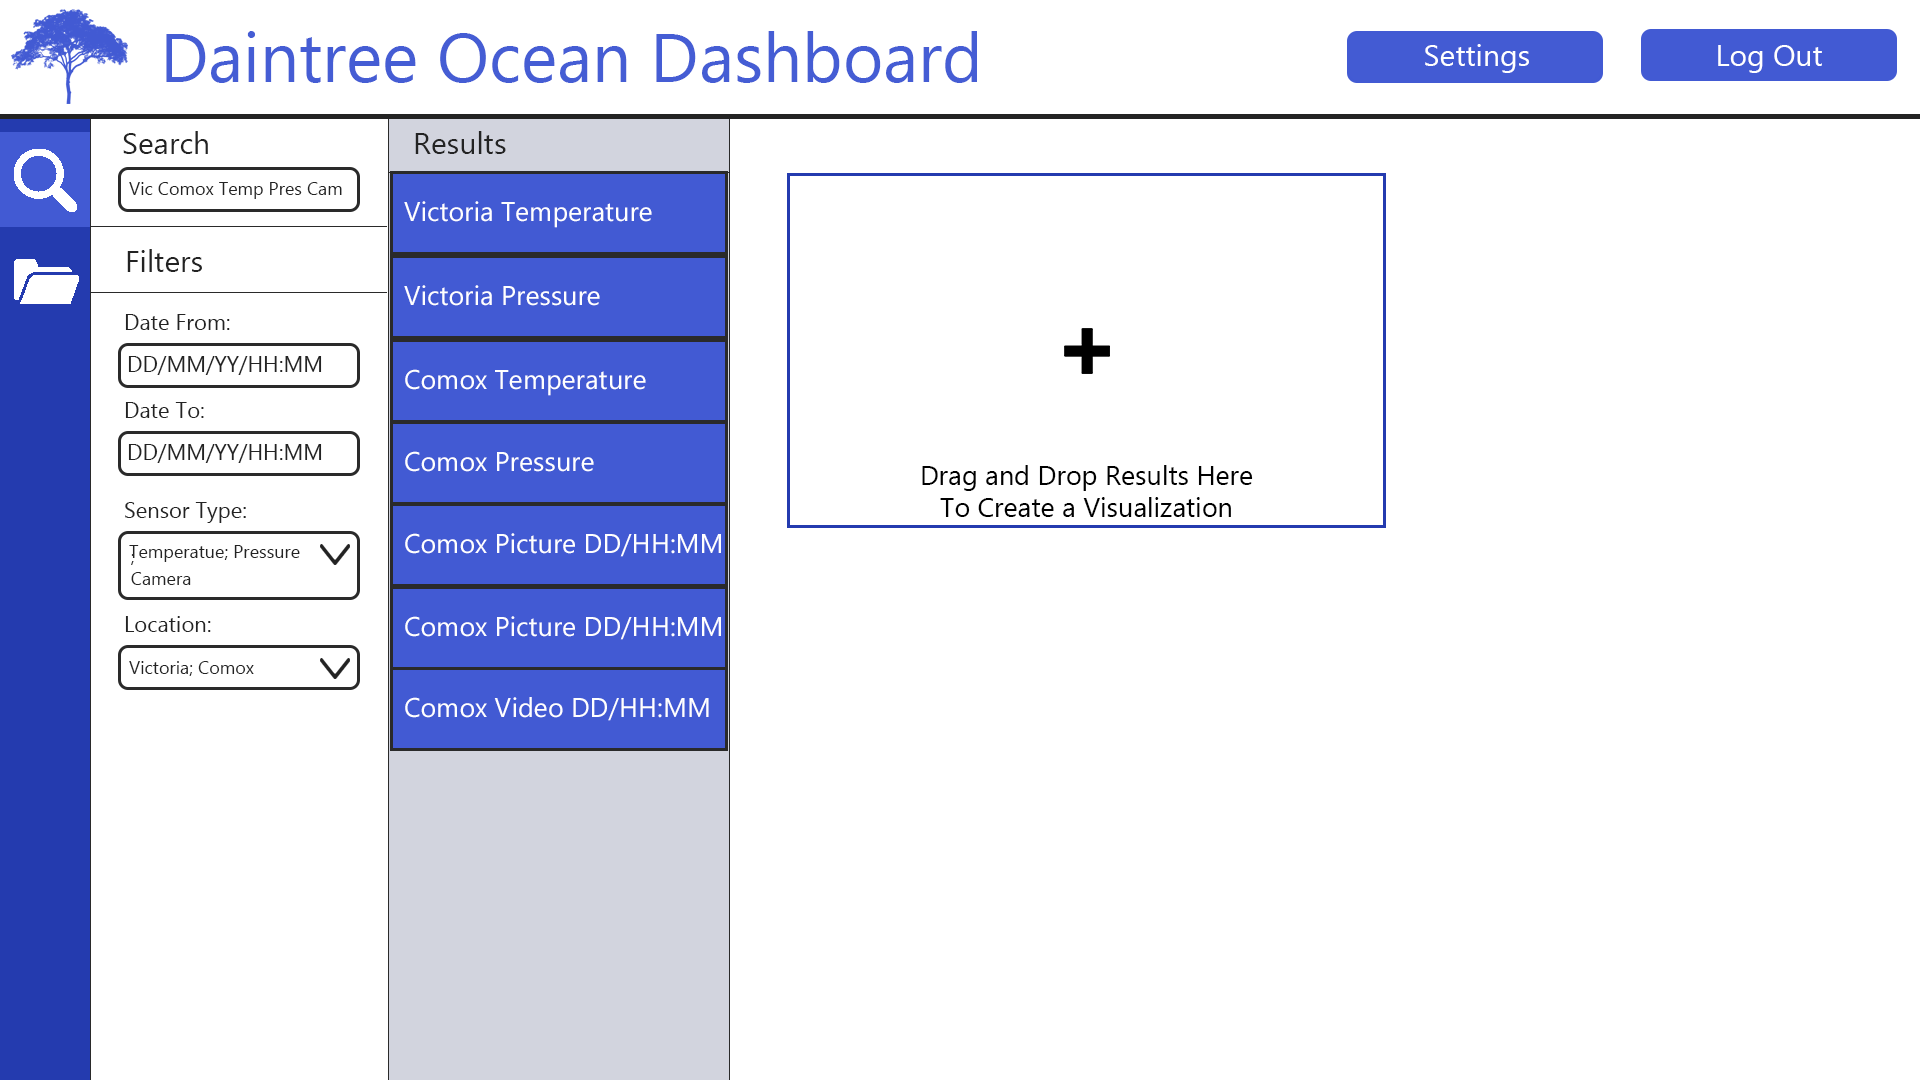 Daintree Ocean Dashboard
Settings
Log Out
Search
Vic Comox Temp Pres Cam
Filters
Date From:
DD/MM/YY/HH:MM
Date To:
DD/MM/YY/HH:MM
Sensor Type:
Temperatue; Pressure
;
Camera
Location:
Victoria; Comox
Results
Victoria Temperature
Victoria Pressure
Comox Temperature
Comox Pressure
Comox Picture DD/HH:MM
Comox Picture DD/HH:MM
Comox Video DD/HH:MM
Drag and Drop Results Here
To Create a Visualization